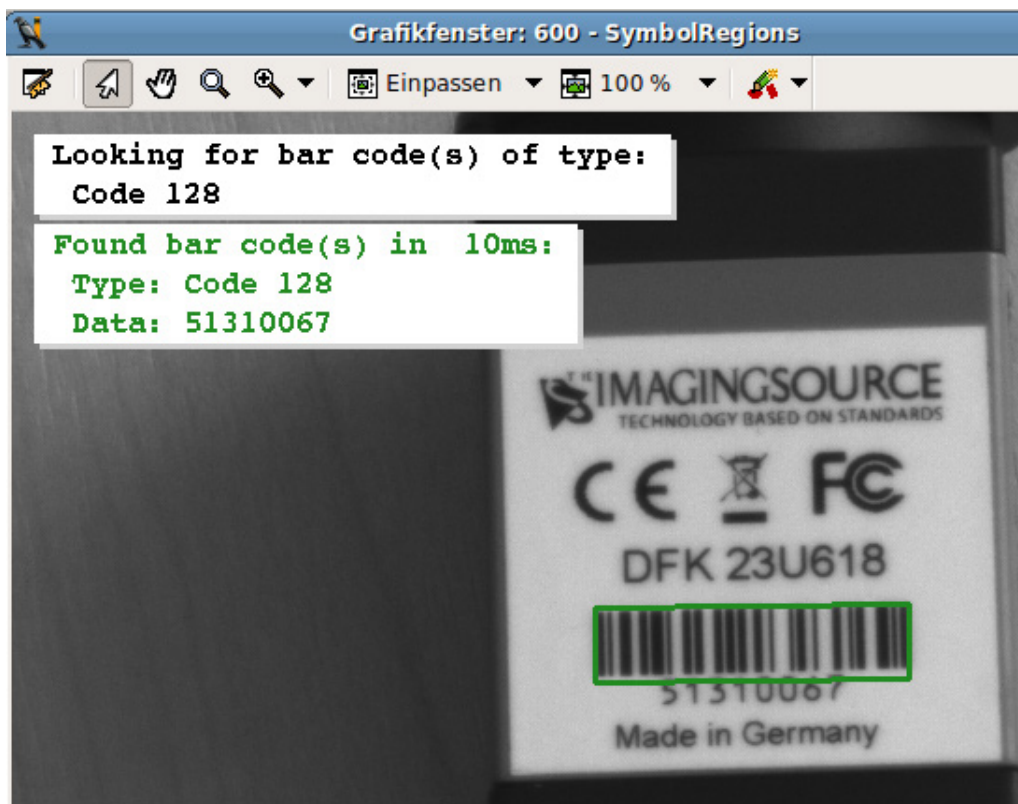 Grafikfenster: 600 - SymbolRegions
Einpassen 100 %
Looking for bar code(s) of type:
Code 128
Found bar code(s) in 10ms:
Type: Code 128
Data: 51310067
THE IMAGINGSOURCE
TECHNOLOGY BASED ON STANDARDS
CE FC
DFK 23U618
51310067
Made in Germany